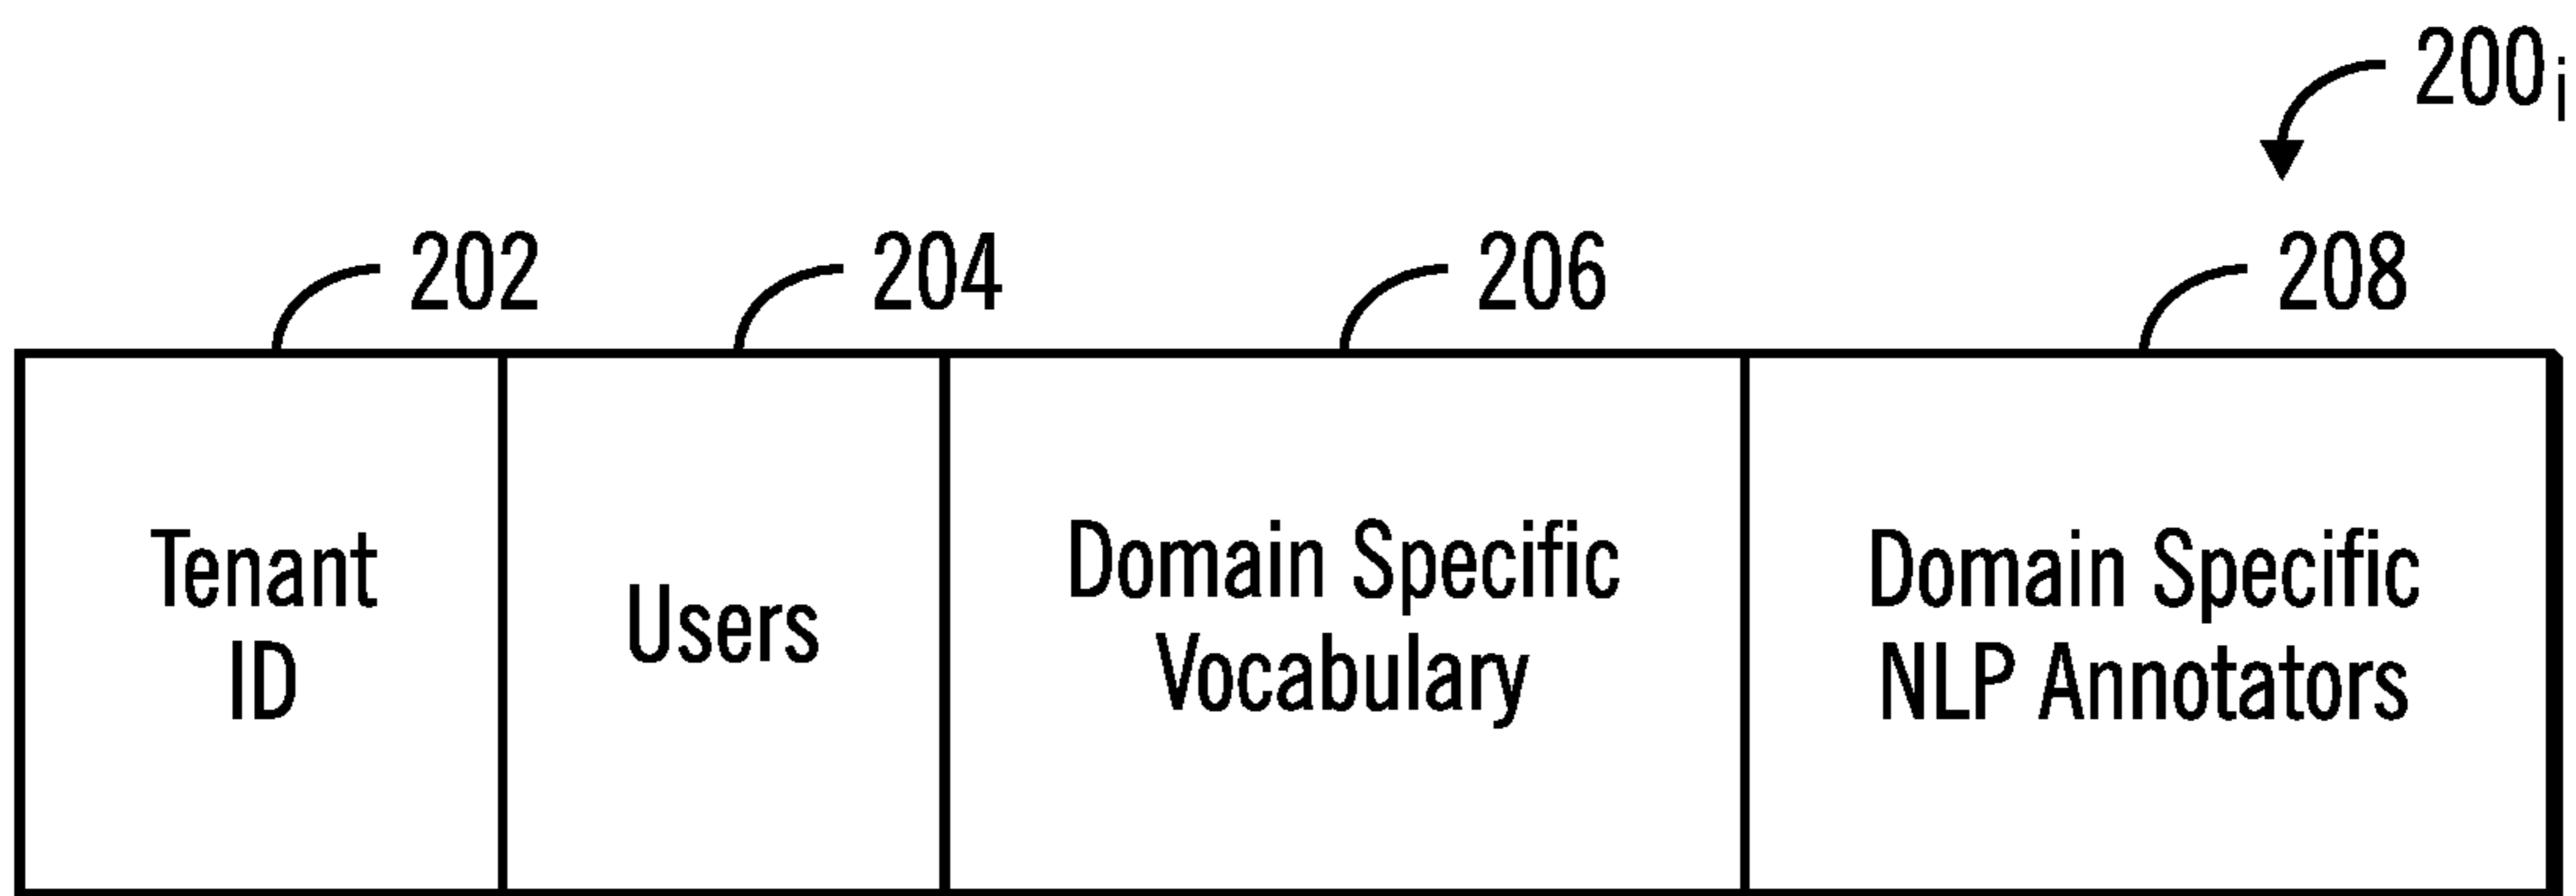 200i
202
204
206
208
Tenant
ID
Users
Domain Specific
Vocabulary
Domain Specific
NLP Annotators